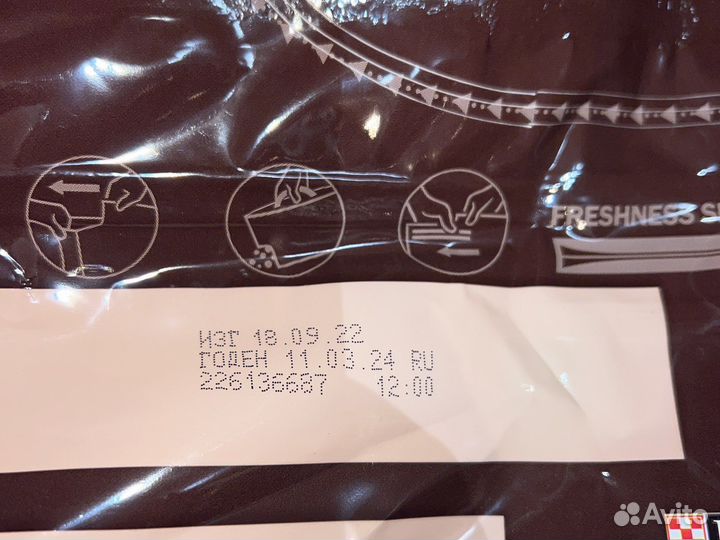 FRESHNESS
ИЗГ 18.09.22
ГОДЕН 11.03.24 RU
226136687 12:00
Avito